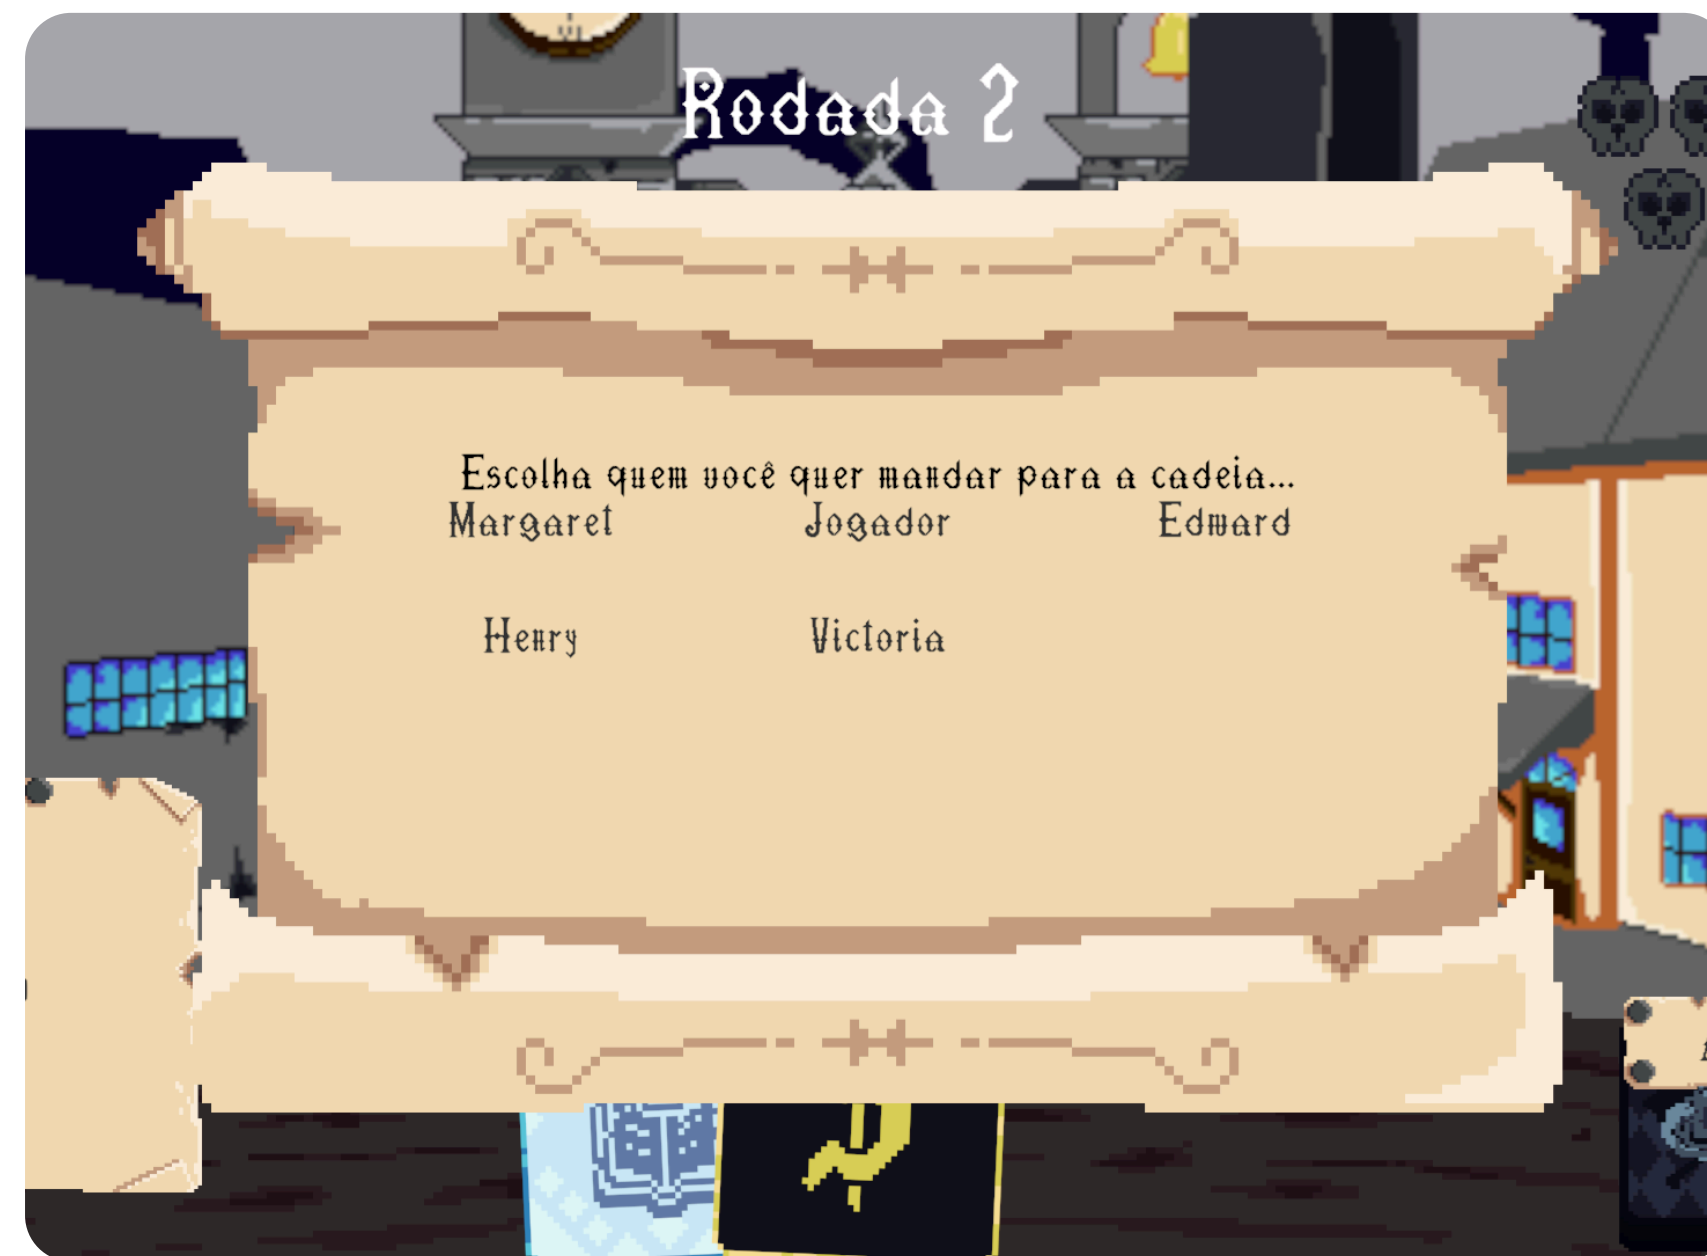 Rodada 2
Escolha quem você quer mandar para a cadeia...
Margaret Jogador Edward
Henry Victoria